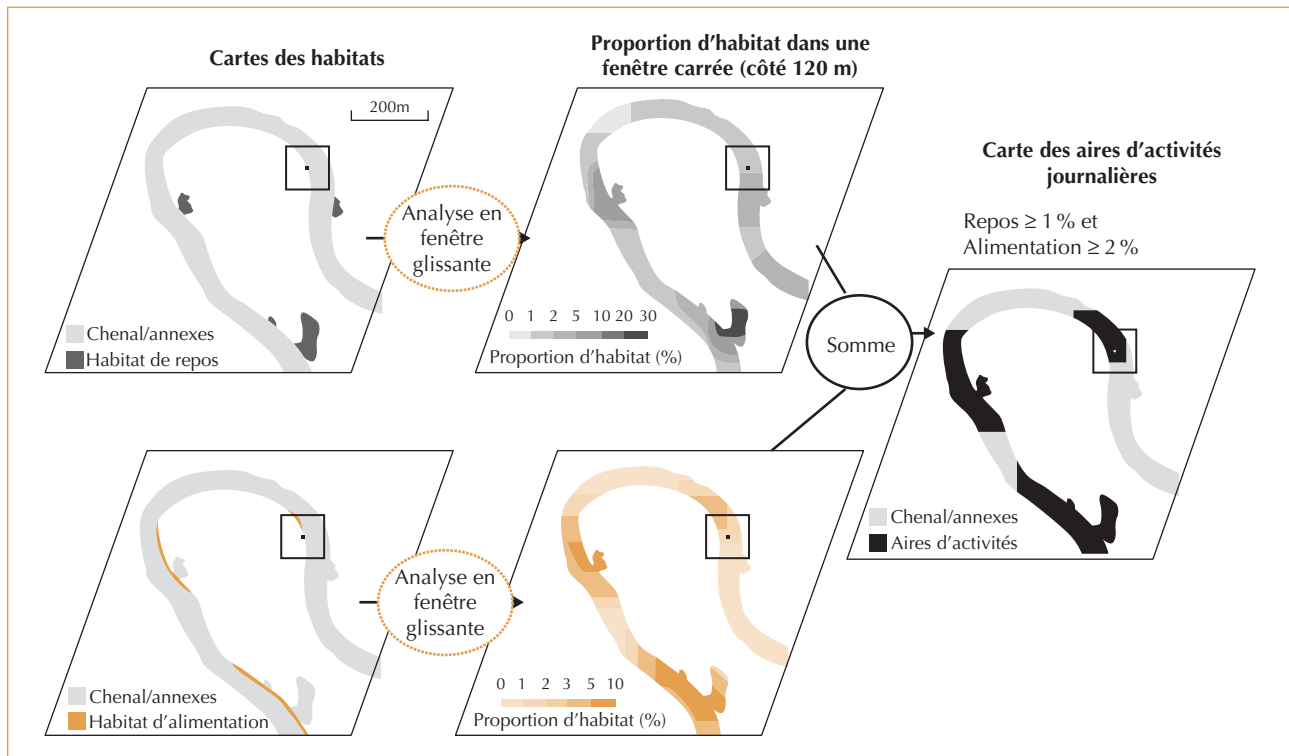 Cartes des habitats
200m
Chenal/annexes
Habitat de repos
Analyse en
fenêtre
glissante
Proportion d'habitat dans une
fenêtre carrée (côté 120 m)
0 1 2 5 10 20 30
Proportion d'habitat (%)
Chenal/annexes
Habitat d'alimentation
Analyse en
fenêtre
glissante
0 1 2 3 5 10
Proportion d'habitat (%)
Somme
Carte des aires d'activités
journalières
Repos ≥ 1 % et
Alimentation ≥ 2 %
Chenal/annexes
Aires d'activités